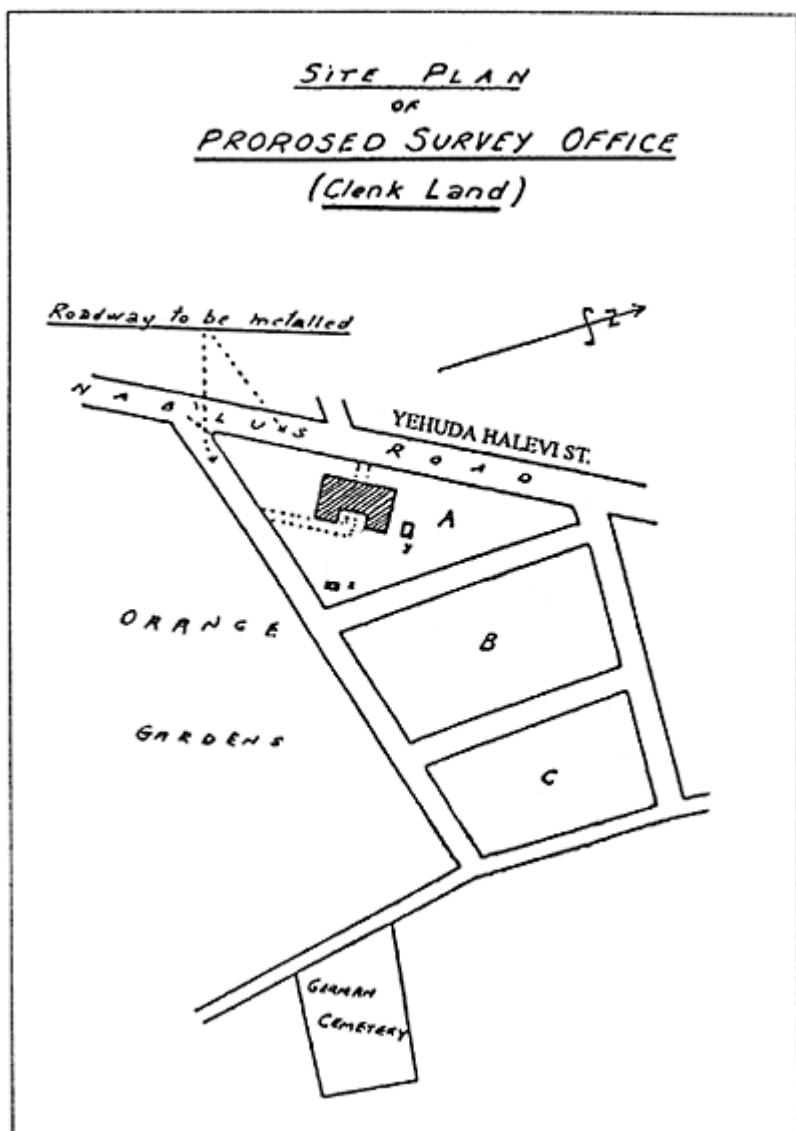 SITE PLAN
OF
PROROSED SURVEY OFFICE
(Clenk Land)
Roadway to be metalled
N
NABLUS ROAD
YEHUDA HALEVI ST.
A
y
x
B
C
ORANGE
GARDENS
GERMAN
CEMETERY